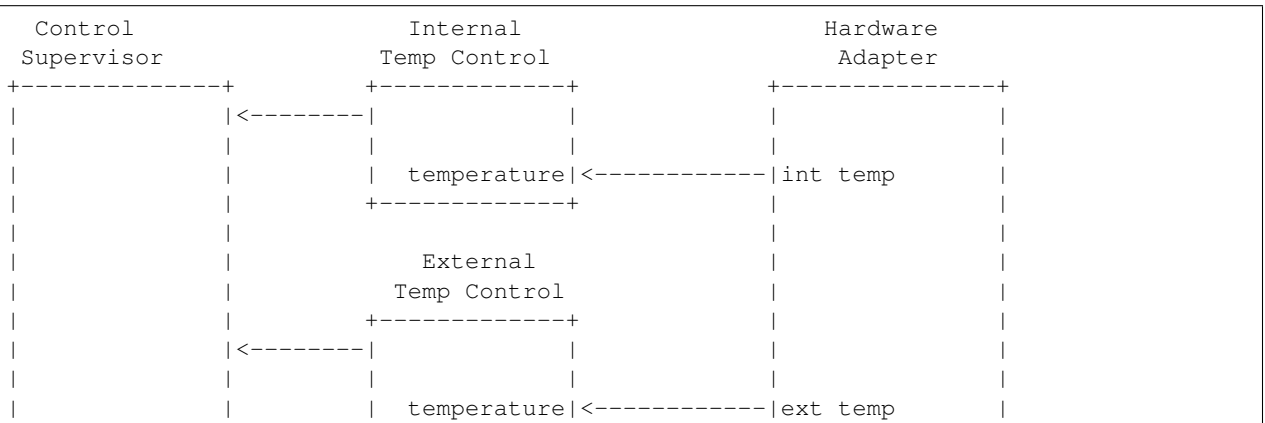 Control                   Internal                     Hardware
 Supervisor               Temp Control                    Adapter
+--------------+         +-------------+             +---------------+
|              |<--------|             |             |               |
|              |         |             |             |               |
|              |         |  temperature|<------------|int temp       |
|              |         +-------------+             |               |
|              |                                     |               |
|              |            External                 |               |
|              |          Temp Control               |               |
|              |         +-------------+             |               |
|              |<--------|             |             |               |
|              |         |             |             |               |
|              |         |  temperature|<------------|ext temp       |